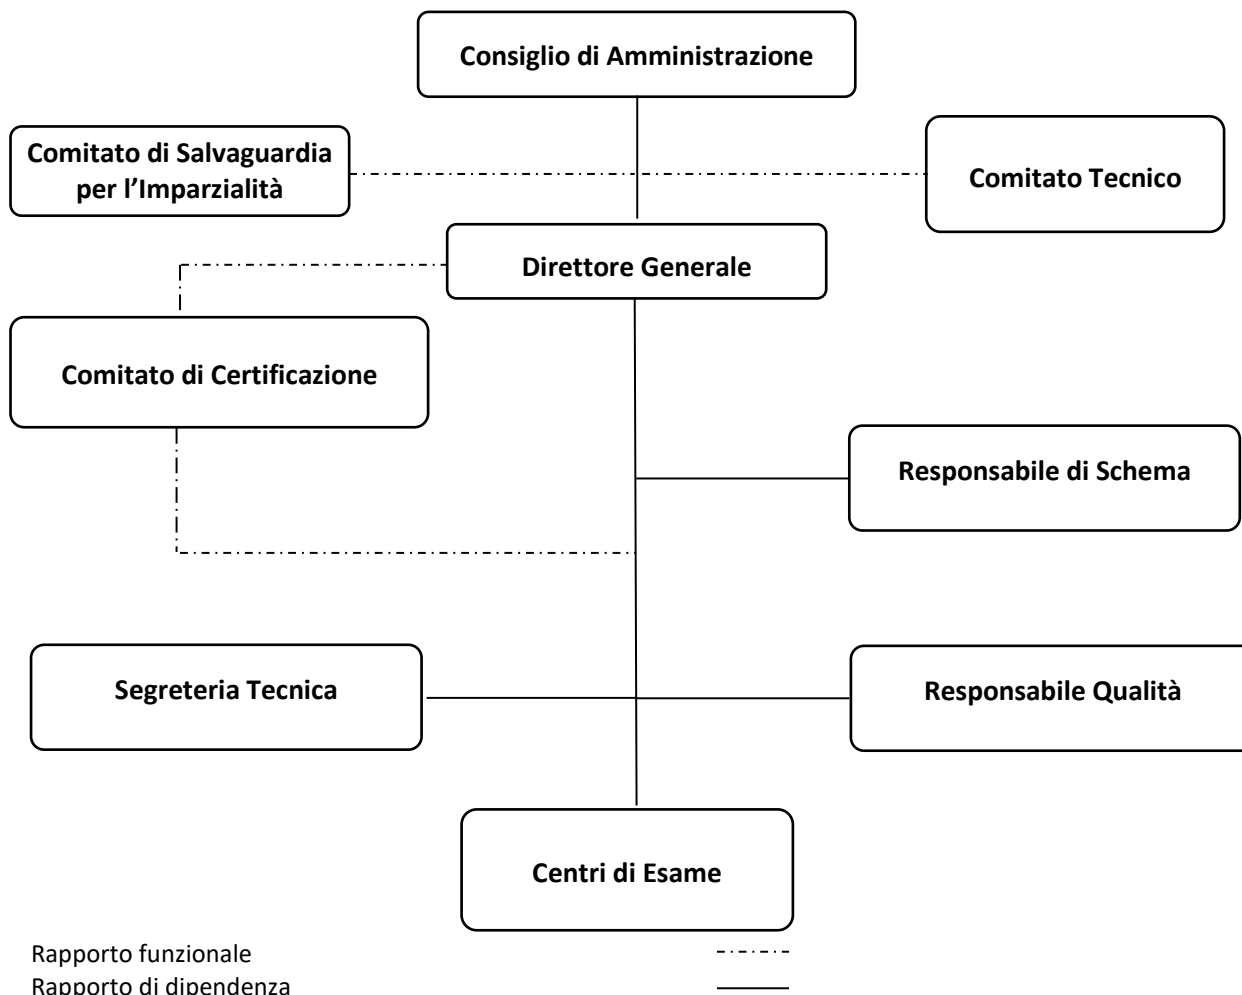 Consiglio di Amministrazione
Comitato di Salvaguardia
per l’Imparzialità
Comitato Tecnico
Direttore Generale
Comitato di Certificazione
Responsabile di Schema
Segreteria Tecnica
Responsabile Qualità
Centri di Esame
Rapporto funzionale
Rapporto di dipendenza